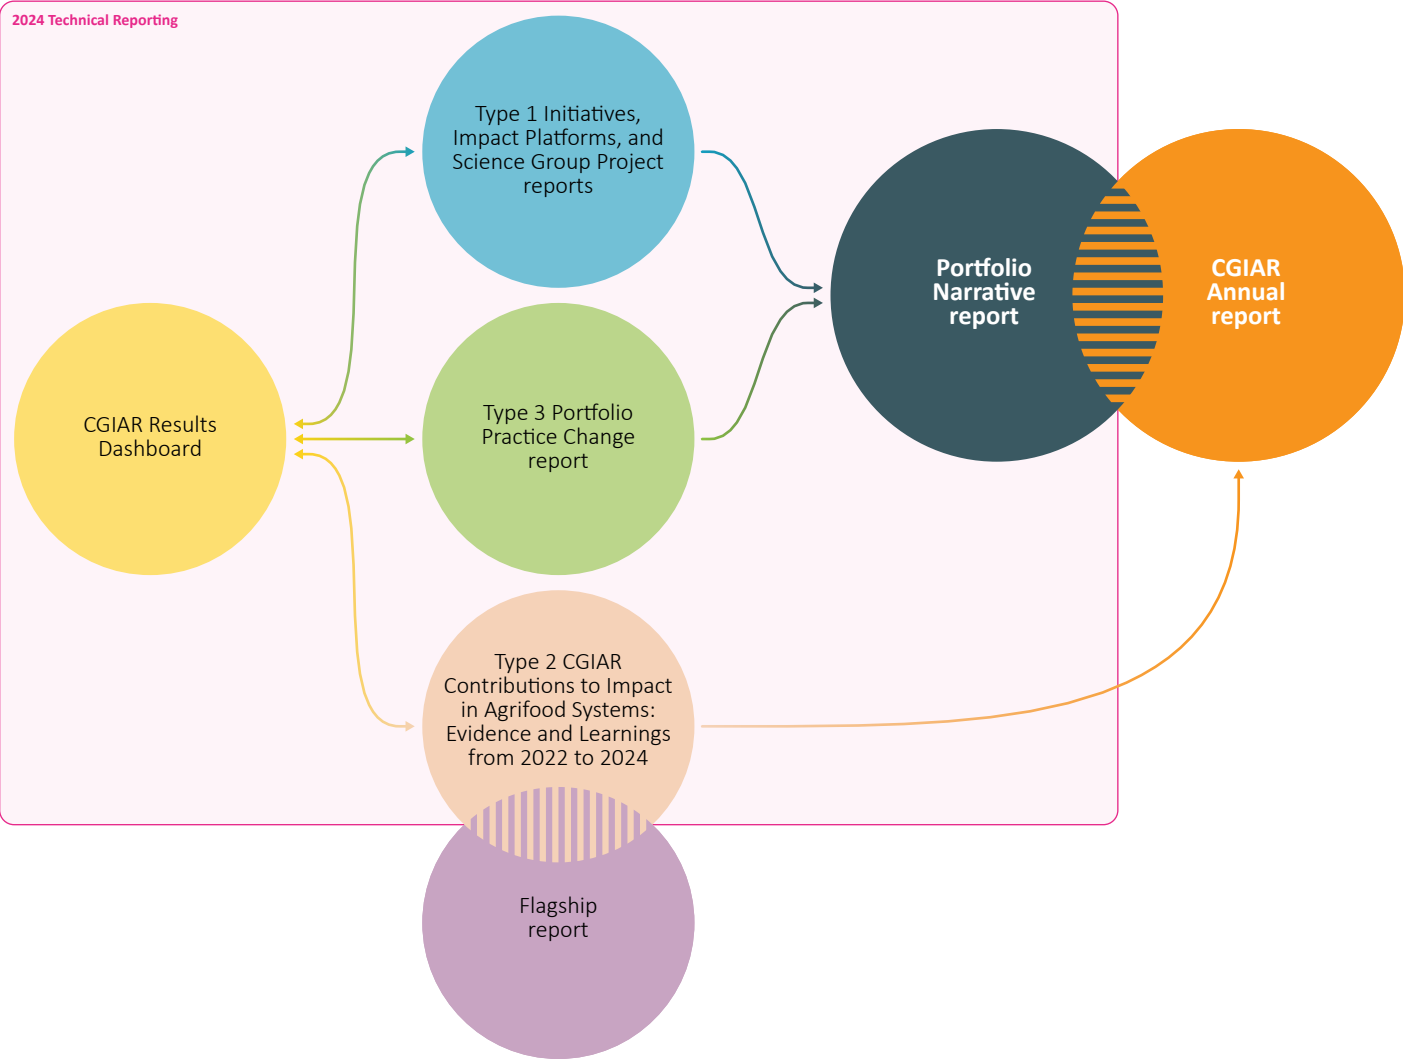 2024 Technical Reporting
Type 1 Initiatives,
Impact Platforms, and
Science Group Project
reports
Portfolio
Narrative
report
CGIAR
Annual
report
CGIAR Results
Dashboard
Type 3 Portfolio
Practice Change
report
Type 2 CGIAR
Contributions to Impact
in Agrifood Systems:
Evidence and Learnings
from 2022 to 2024
Flagship
report